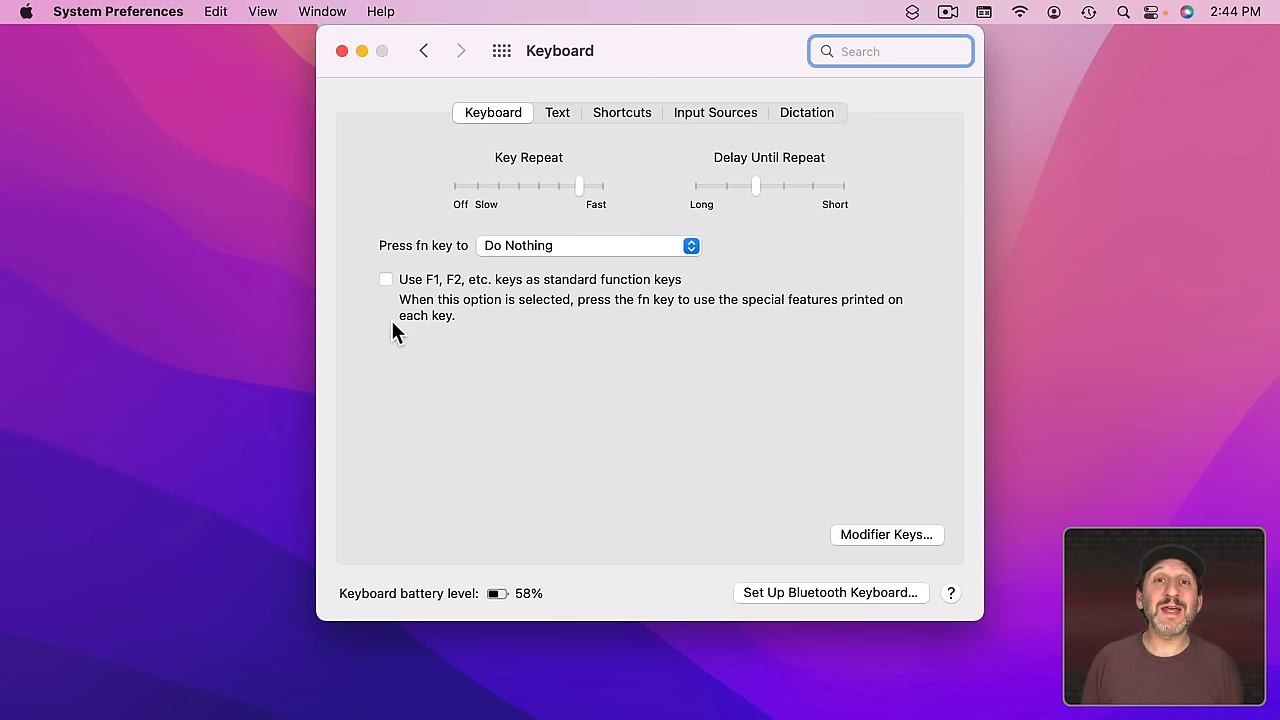 System Preferences Edit View Window Help 2:44 PM
Keyboard Search
Keyboard Text Shortcuts Input Sources Dictation
Key Repeat Delay Until Repeat
Off Slow Fast Long Short
Press fn key to Do Nothing
Use F1, F2, etc. keys as standard function keys
When this option is selected, press the fn key to use the special features printed on
each key.
Modifier Keys...
Keyboard battery level: 58% Set Up Bluetooth Keyboard... ?